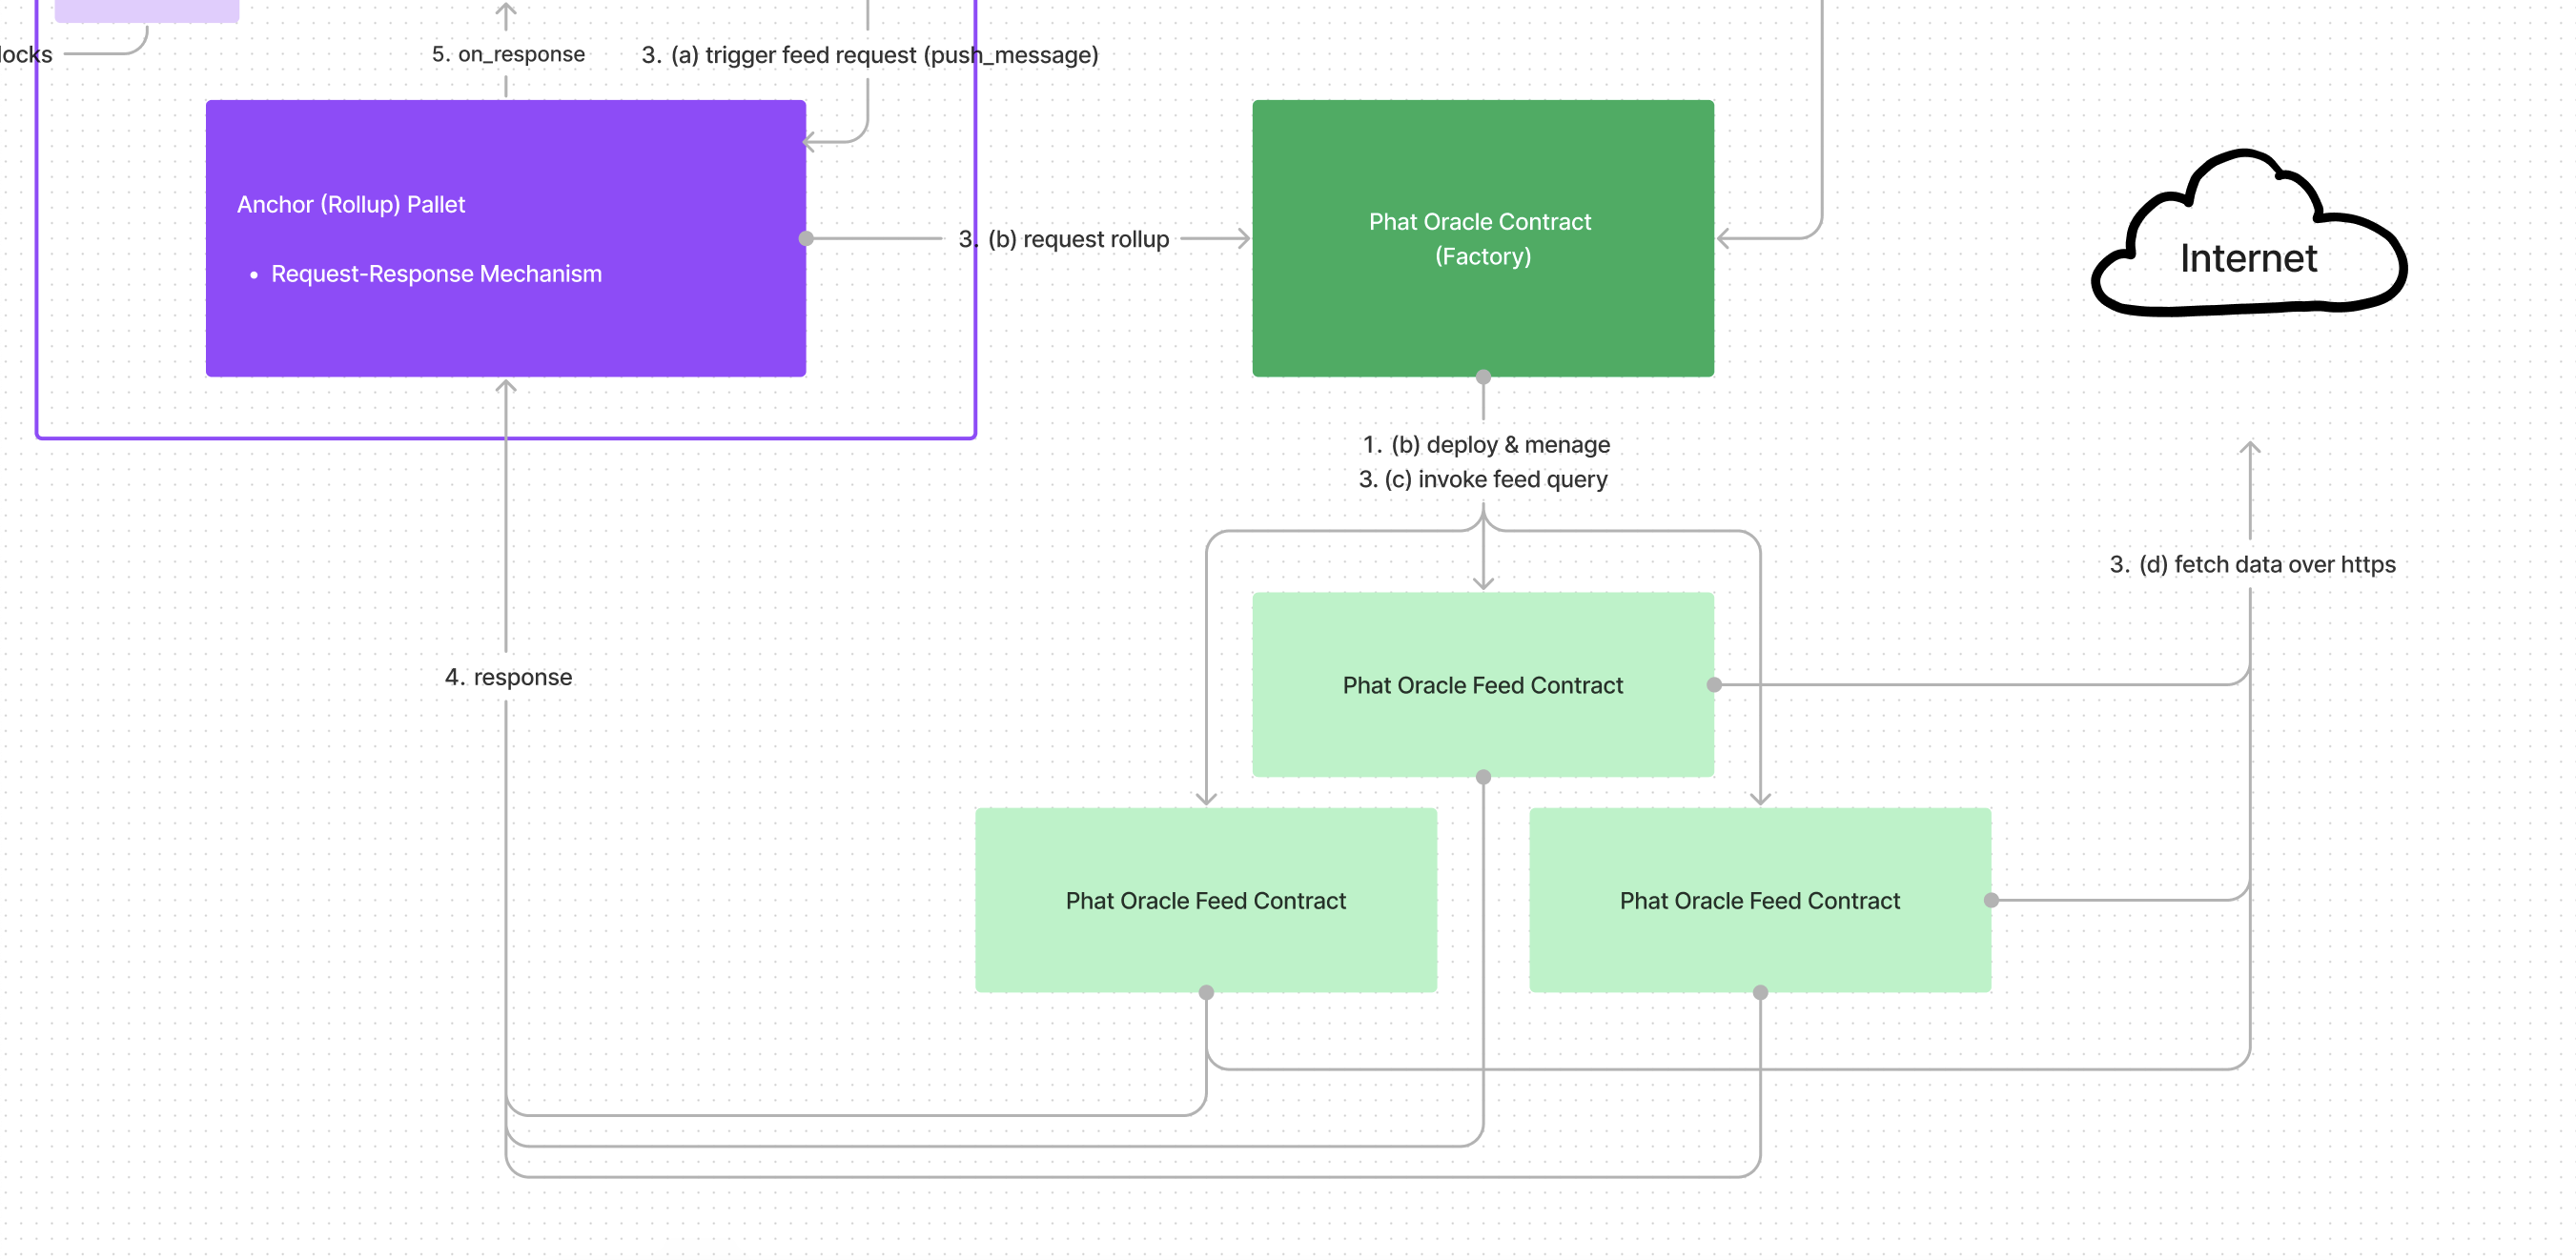 locks
5. on_response
3. (a) trigger feed request (push_message)
Anchor (Rollup) Pallet
• Request-Response Mechanism
3. (b) request rollup
Phat Oracle Contract
(Factory)
Internet
1. (b) deploy & menage
3. (c) invoke feed query
3. (d) fetch data over https
4. response
Phat Oracle Feed Contract
Phat Oracle Feed Contract
Phat Oracle Feed Contract